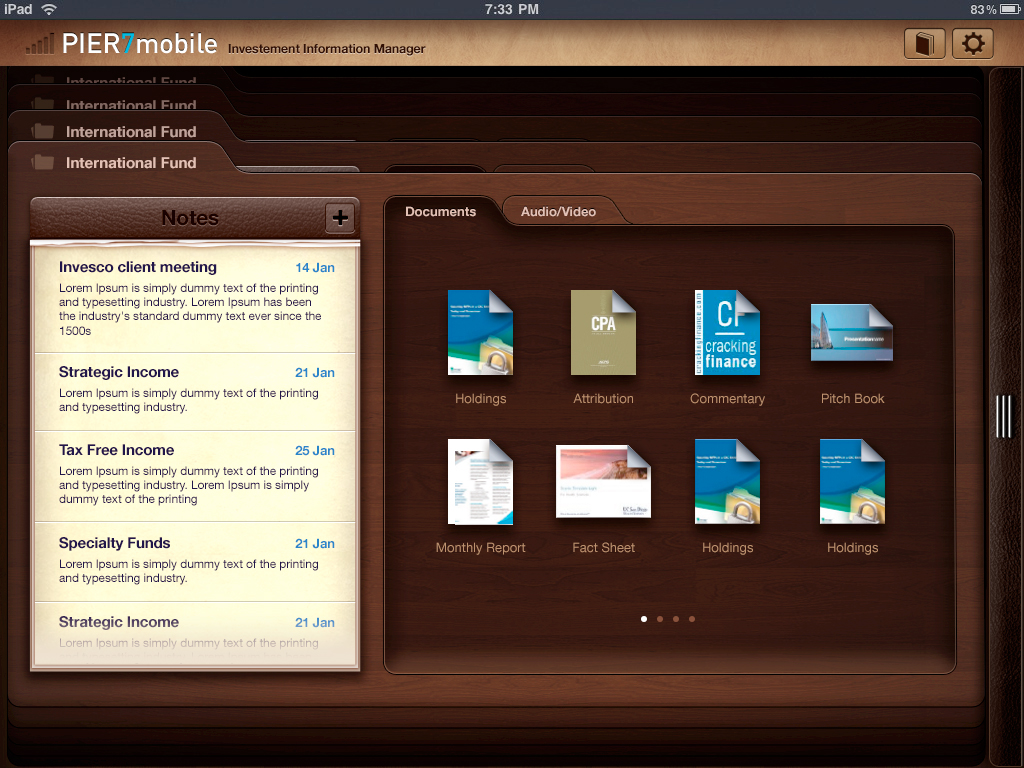 iPad
7:33 PM
83%
PIER7mobile Investement Information Manager
International Fund
International Fund
International Fund
International Fund
Notes
+
Invesco client meeting 14 Jan
Lorem Ipsum is simply dummy text of the printing
and typesetting industry. Lorem Ipsum has been
the industry's standard dummy text ever since the
1500s
Strategic Income 21 Jan
Lorem Ipsum is simply dummy text of the printing
and typesetting industry.
Tax Free Income 25 Jan
Lorem Ipsum is simply dummy text of the printing
and typesetting industry. Lorem Ipsum is simply
dummy text of the printing
Specialty Funds 21 Jan
Lorem Ipsum is simply dummy text of the printing
and typesetting industry.
Strategic Income 21 Jan
Lorem Ipsum is simply dummy text of the printing
Documents
Audio/Video
CPA
crackingfinance.com
CF
cracking
finance
Presentationname
Holdings
Attribution
Commentary
Pitch Book
Monthly Report
Fact Sheet
Holdings
Holdings